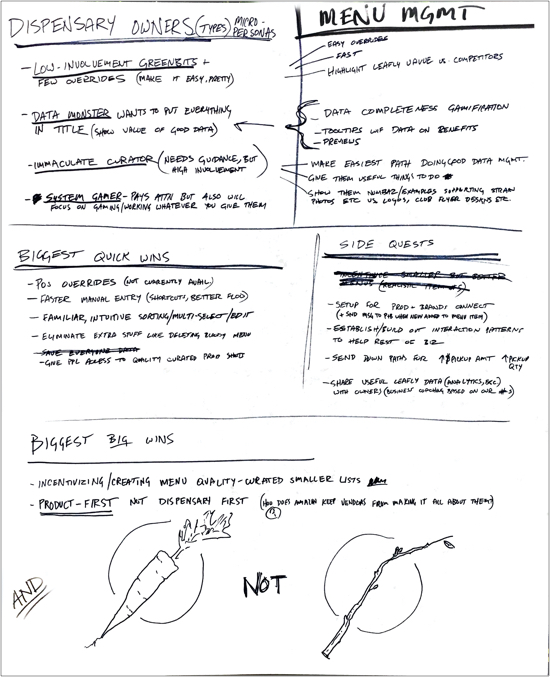 DISPENSARY OWNERS (TYPES) MICRO-PERSONAS
- LOW-INVOLVEMENT GREENBITS +
FEW OVERRIDES (MAKE IT EASY, PRETTY)
- DATA MONSTER WANTS TO PUT EVERYTHING
IN TITLE (SHOW VALUE OF GOOD DATA)
- IMMACULATE CURATOR (NEEDS GUIDANCE, BUT
HIGH INVOLVEMENT)
- SYSTEM GAMER - PAYS ATTN BUT ALSO WILL
FOCUS ON GAMING/WORKING WHATEVER YOU GIVE THEM
MENU MGMT
EASY OVERRIDES
FAST
HIGHLIGHT LEAFLY VALUE VS. COMPETITORS
- DATA COMPLETENESS GAMIFICATION
- TOOLTIPS W/ DATA ON BENEFITS
- PREVIEWS
- MAKE EASIEST PATH DOING GOOD DATA MGMT.
GIVE THEM USEFUL THINGS TO DO
SHOW THEM NUMBAZ/EXAMPLES SUPPORTING STRAIN
PHOTOS ETC VS. LOGOS, CLUB FLYER DESIGNS ETC.
BIGGEST QUICK WINS
- POS OVERRIDES (NOT CURRENTLY AVAIL.)
- FASTER MANUAL ENTRY (SHORTCUTS, BETTER FLOO)
- FAMILIAR, INTUITIVE SORTING/MULTI-SELECT/EDIT
- ELIMINATE EXTRA STUFF LIKE DELETING BLOODY MENU
- SAVE EVERYONE DATA
- GIVE PPL ACCESS TO QUALITY CURATED PROD SHOTS
SIDE QUESTS
- SETUP FOR PROD + BRANDS CONNECT
(+ SEND MSG TO WHEN NEW ADDED TO MENU ITEM)
- ESTABLISH/BUILD OUT INTERACTION PATTERNS
TO HELP REST OF BIZ
- SEND DOWN PATHS FOR ↑$ PICKUP AMT ↑ PICKUP
QTY
- SHARE USEFUL LEAFLY DATA (ANALYTICS, ETC)
WITH OWNERS (BUSINESS COACHING BASED ON OUR #S)
BIGGEST BIG WINS
- INCENTIVIZING/CREATING MENU QUALITY-CURATED SMALLER LISTS
- PRODUCT-FIRST NOT DISPENSARY FIRST (HOW DOES AMAZON KEEP VENDORS FROM MAKING IT ALL ABOUT THEM?)
AND
NOT